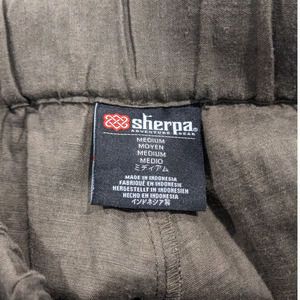 sherpa
ADVENTURE GEAR
MEDIUM
MOYEN
MEDIUM
MEDIO
ミディアム
MADE IN INDONESIA
FABRIQUÉ EN INDONESIE
HERGESTELLT IN INDONESIEN
HECHO EN INDONESIA
インドネシア製